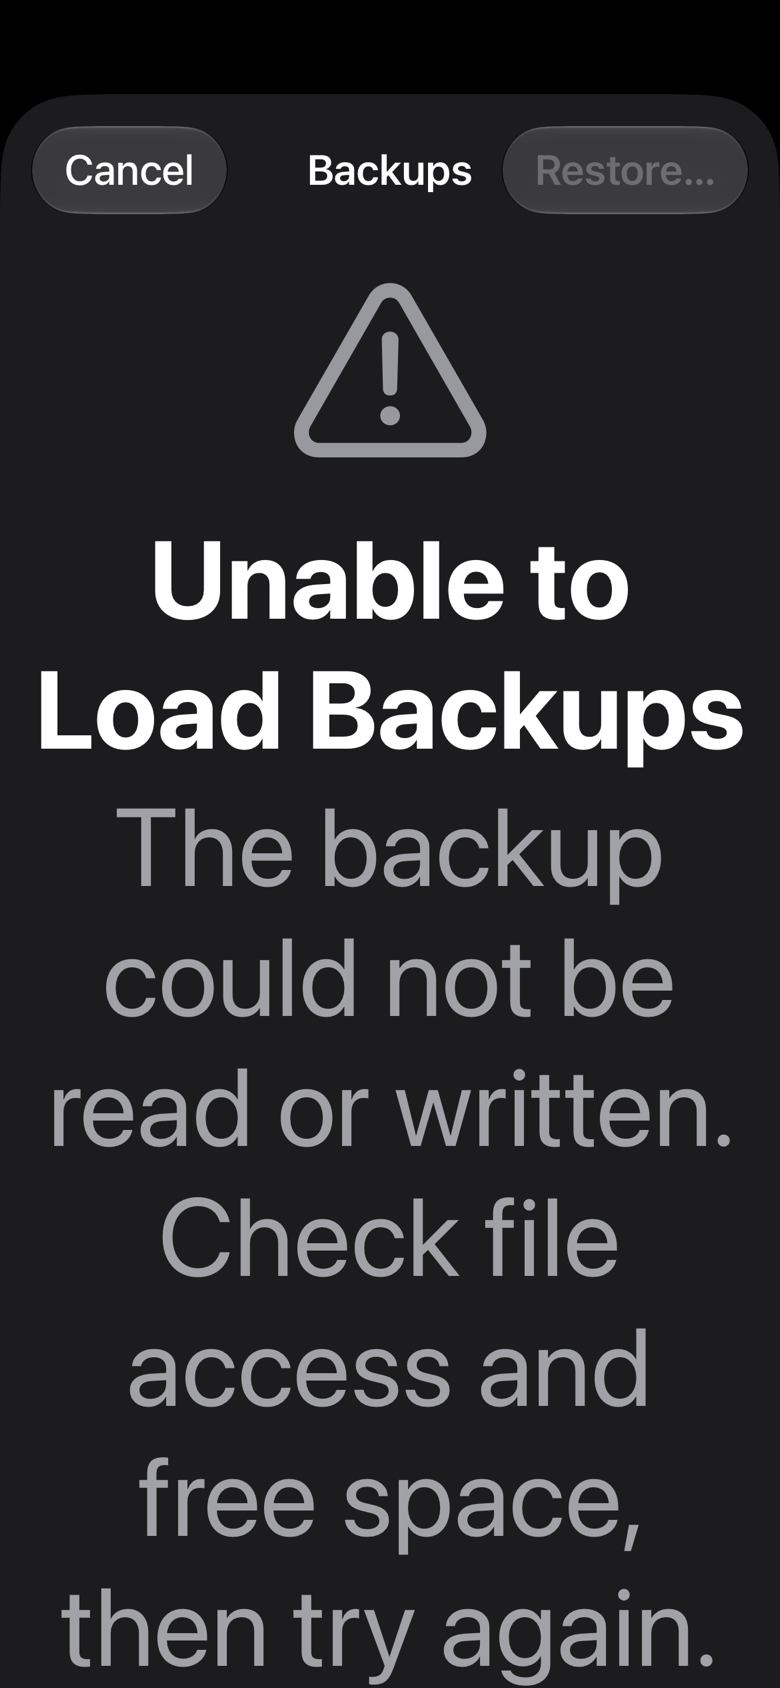 Cancel
Backups
Restore...
Unable to
Load Backups
The backup
could not be
read or written.
Check file
access and
free space,
then try again.